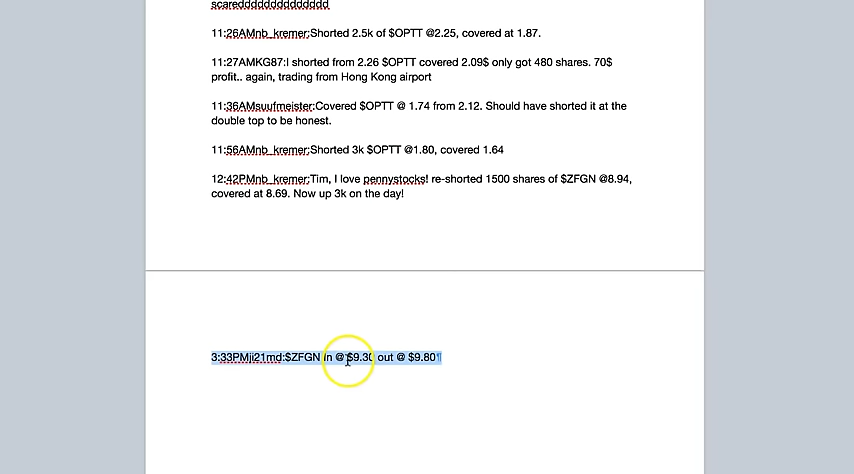 scareddddddddddddddd
11:26AMnb_kremer:Shorted 2.5k of $OPTT @2.25, covered at 1.87.
11:27AMKG87:I shorted from 2.26 $OPTT covered 2.09$ only got 480 shares. 70$
profit.. again, trading from Hong Kong airport
11:36AMsuufmeister:Covered $OPTT @ 1.74 from 2.12. Should have shorted it at the
double top to be honest.
11:56AMnb_kremer:Shorted 3k $OPTT @1.80, covered 1.64
12:42PMnb_kremer:Tim, I love pennystocks! re-shorted 1500 shares of $ZFGN @8.94,
covered at 8.69. Now up 3k on the day!
3:33PMji21md:$ZFGN in @ $9.30 out @ $9.80¶